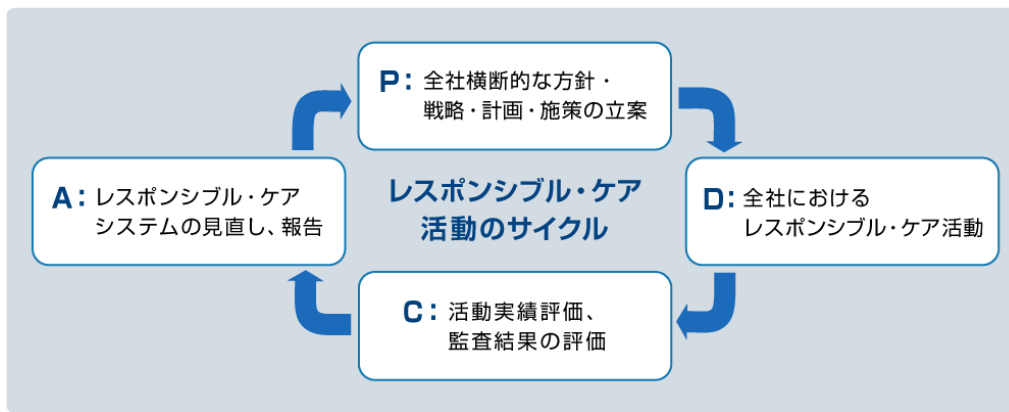 P：全社横断的な方針・
戦略・計画・施策の立案
A：レスポンシブル・ケア
システムの見直し、報告
レスポンシブル・ケア
活動のサイクル
D：全社における
レスポンシブル・ケア活動
C：活動実績評価、
監査結果の評価